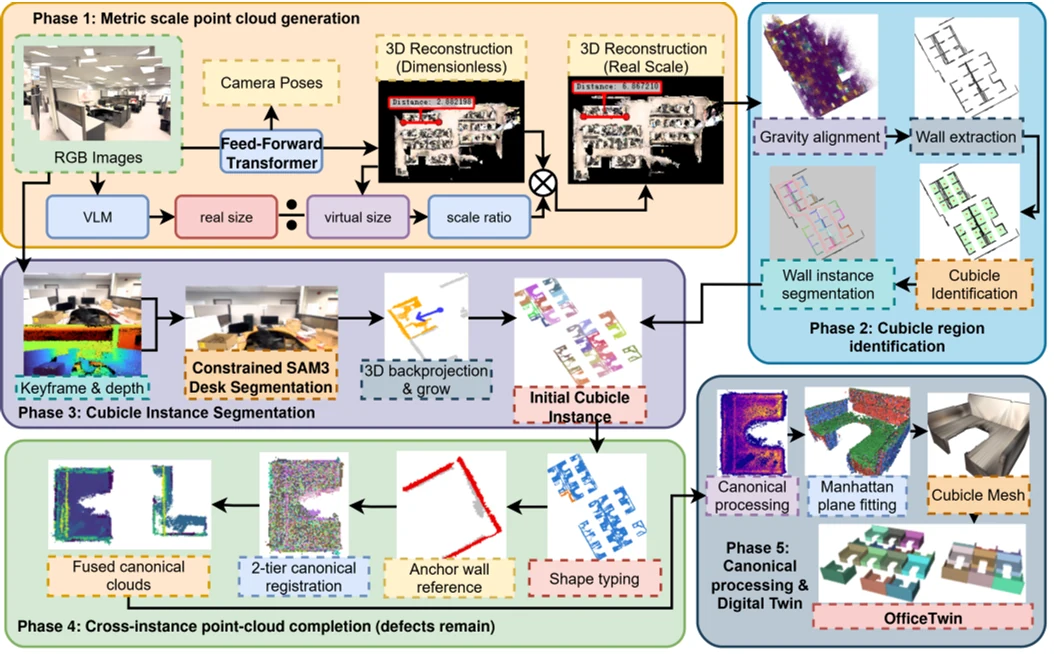 Phase 1: Metric scale point cloud generation
RGB Images
Camera Poses
Feed-Forward
Transformer
3D Reconstruction
(Dimensionless)
Distance: 2.882198
3D Reconstruction
(Real Scale)
Distance: 6.867210
VLM
real size
÷
virtual size
scale ratio
Gravity alignment
Wall extraction
Wall instance
segmentation
Cubicle
Identification
Phase 2: Cubicle region
identification
Keyframe & depth
Constrained SAM3
Desk Segmentation
3D backprojection
& grow
Initial Cubicle
Instance
Phase 3: Cubicle Instance Segmentation
Fused canonical
clouds
2-tier canonical
registration
Anchor wall
reference
Shape typing
Phase 4: Cross-instance point-cloud completion (defects remain)
Canonical
processing
Manhattan
plane fitting
Cubicle Mesh
Phase 5:
Canonical
processing &
Digital Twin
OfficeTwin